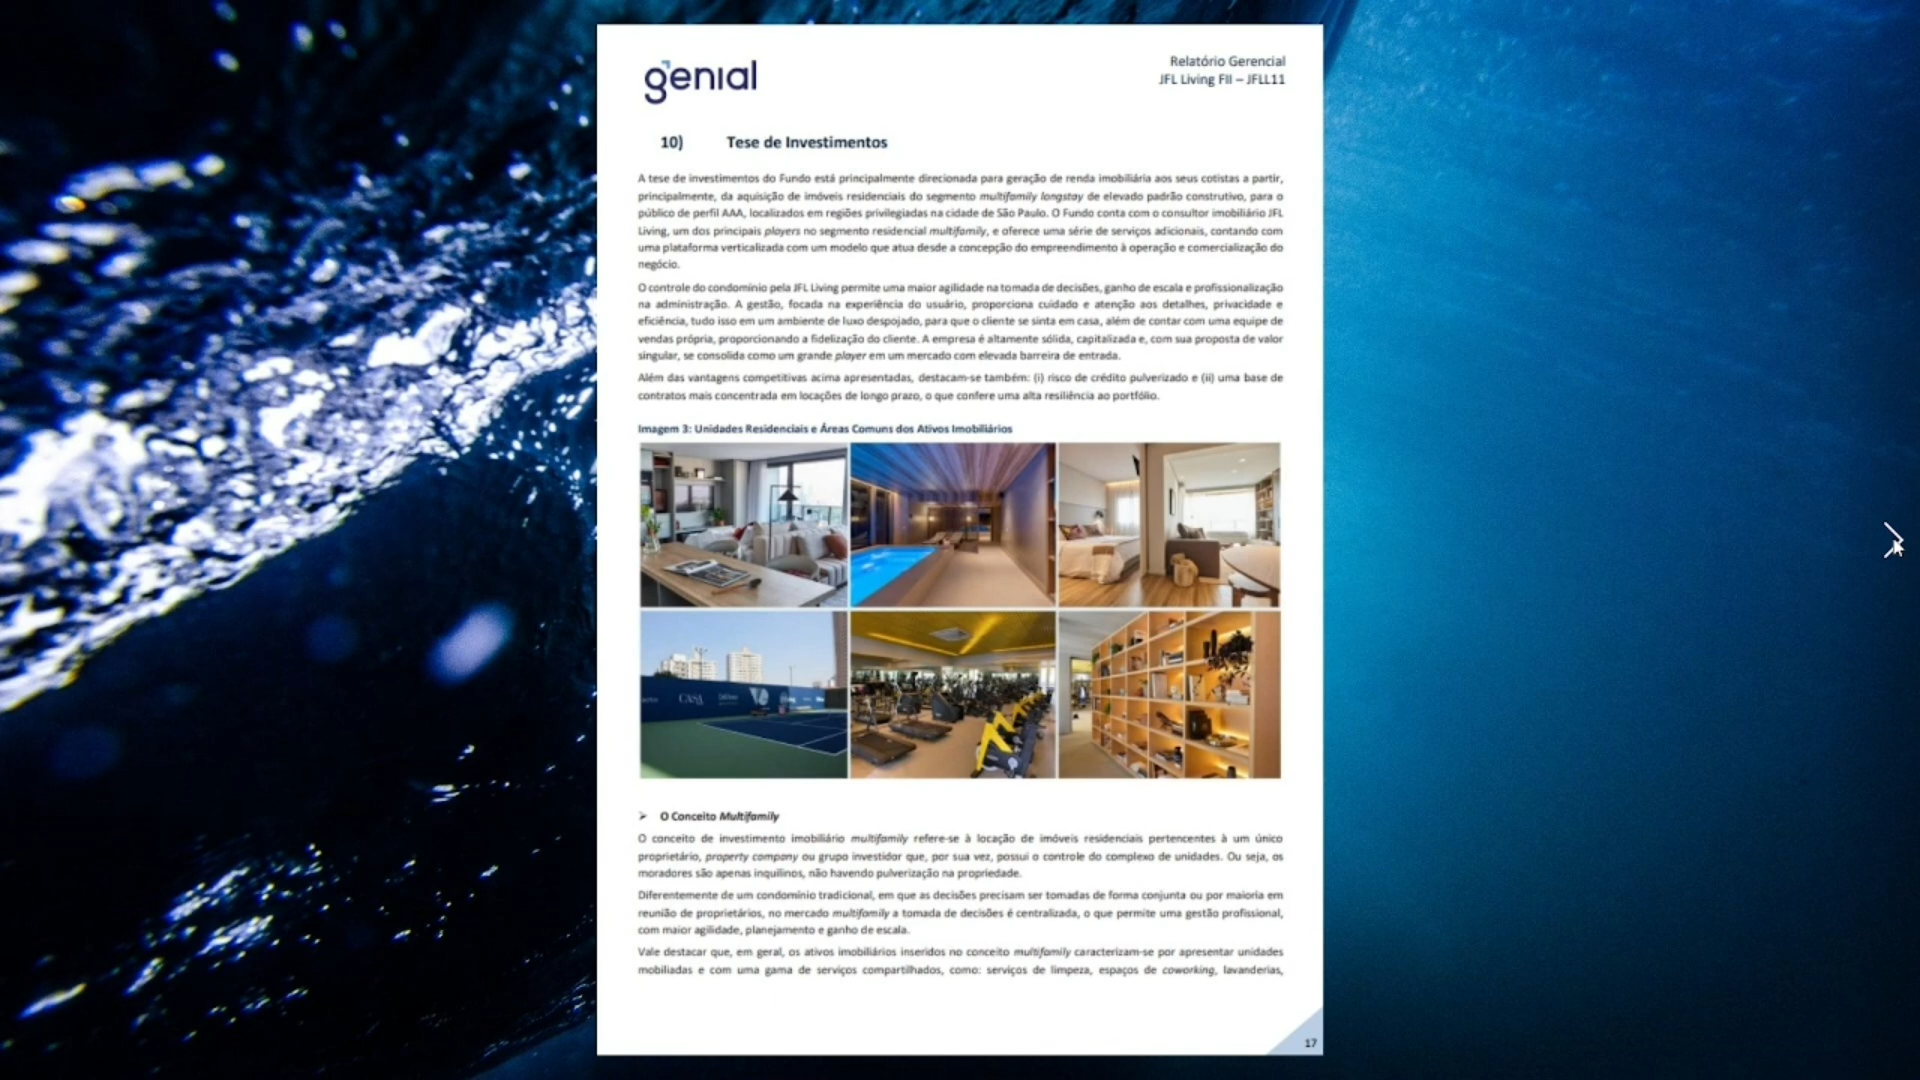 genial
Relatório Gerencial
JFL Living FII – JFLL11
10) Tese de Investimentos
A tese de investimentos do Fundo está principalmente direcionada para geração de renda imobiliária aos seus cotistas a partir,
principalmente, da aquisição de imóveis residenciais do segmento multifamily longstay de elevado padrão construtivo, para o
público de perfil AAA, localizados em regiões privilegiadas na cidade de São Paulo. O Fundo conta com o consultor imobiliário JFL
Living, um dos principais players no segmento residencial multifamily, e oferece uma série de serviços adicionais, contando com
uma plataforma verticalizada com um modelo que atua desde a concepção do empreendimento à operação e comercialização do
negócio.
O controle do condomínio pela JFL Living permite uma maior agilidade na tomada de decisões, ganho de escala e profissionalização
na administração. A gestão, focada na experiência do usuário, proporciona cuidado e atenção aos detalhes, privacidade e
eficiência, tudo isso em um ambiente de luxo despojado, para que o cliente se sinta em casa, além de contar com uma equipe de
vendas própria, proporcionando a fidelização do cliente. A empresa é altamente sólida, capitalizada e, com sua proposta de valor
singular, se consolida como um grande player em um mercado com elevada barreira de entrada.
Além das vantagens competitivas acima apresentadas, destacam-se também: (i) risco de crédito pulverizado e (ii) uma base de
contratos mais concentrada em locações de longo prazo, o que confere uma alta resiliência ao portfólio.
Imagem 3: Unidades Residenciais e Áreas Comuns dos Ativos Imobiliários
CASA
➢ O Conceito Multifamily
O conceito de investimento imobiliário multifamily refere-se à locação de imóveis residenciais pertencentes à um único
proprietário, property company ou grupo investidor que, por sua vez, possui o controle do complexo de unidades. Ou seja, os
moradores são apenas inquilinos, não havendo pulverização na propriedade.
Diferentemente de um condomínio tradicional, em que as decisões precisam ser tomadas de forma conjunta ou por maioria em
reunião de proprietários, no mercado multifamily a tomada de decisões é centralizada, o que permite uma gestão profissional,
com maior agilidade, planejamento e ganho de escala.
Vale destacar que, em geral, os ativos imobiliários inseridos no conceito multifamily caracterizam-se por apresentar unidades
mobiliadas e com uma gama de serviços compartilhados, como: serviços de limpeza, espaços de coworking, lavanderias,
17